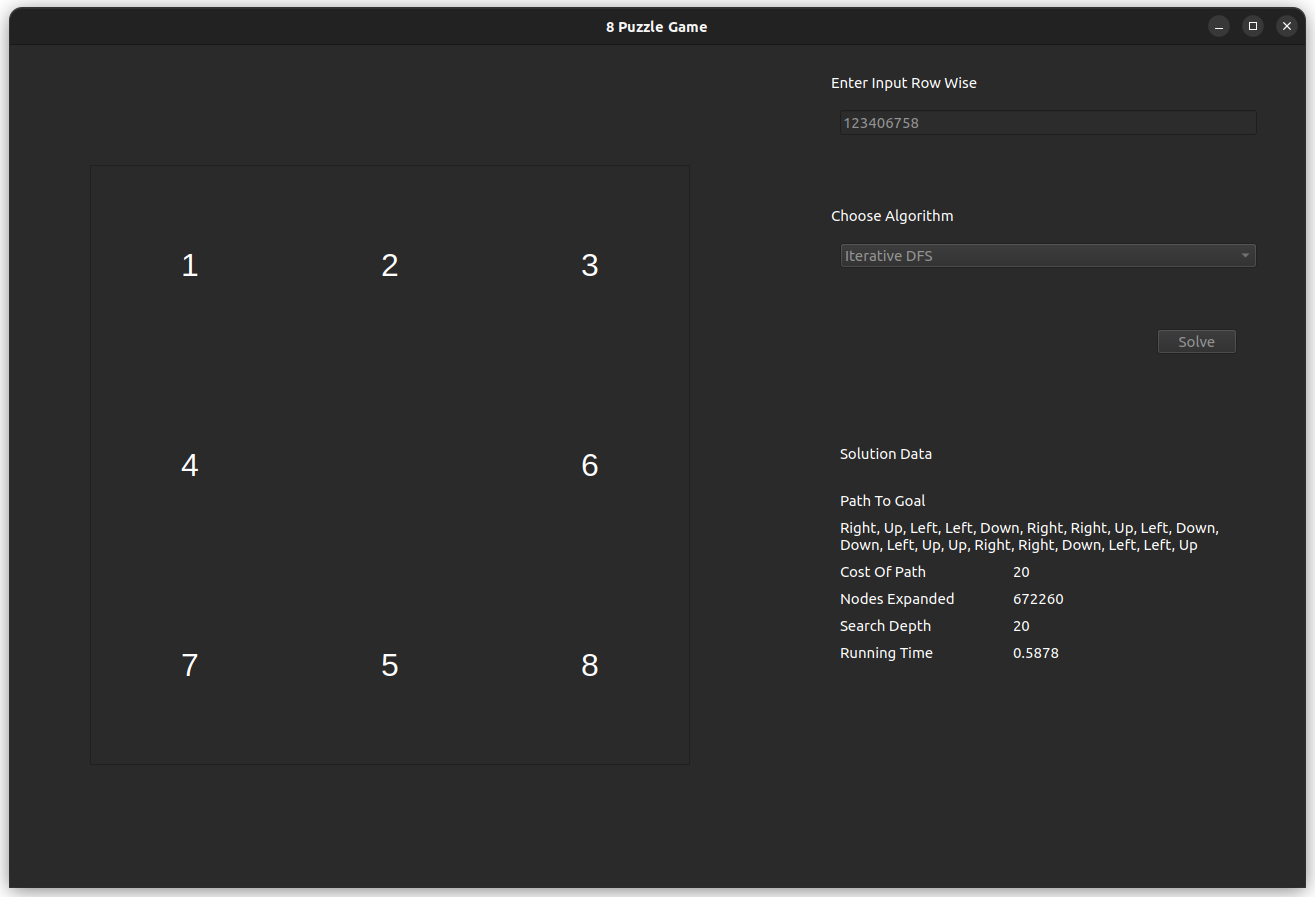 8 Puzzle Game
Enter Input Row Wise
123406758
Choose Algorithm
Iterative DFS
Solve
1 2 3
4 6
7 5 8
Solution Data
Path To Goal
Right, Up, Left, Left, Down, Right, Right, Up, Left, Down,
Down, Left, Up, Up, Right, Right, Down, Left, Left, Up
Cost Of Path 20
Nodes Expanded 672260
Search Depth 20
Running Time 0.5878